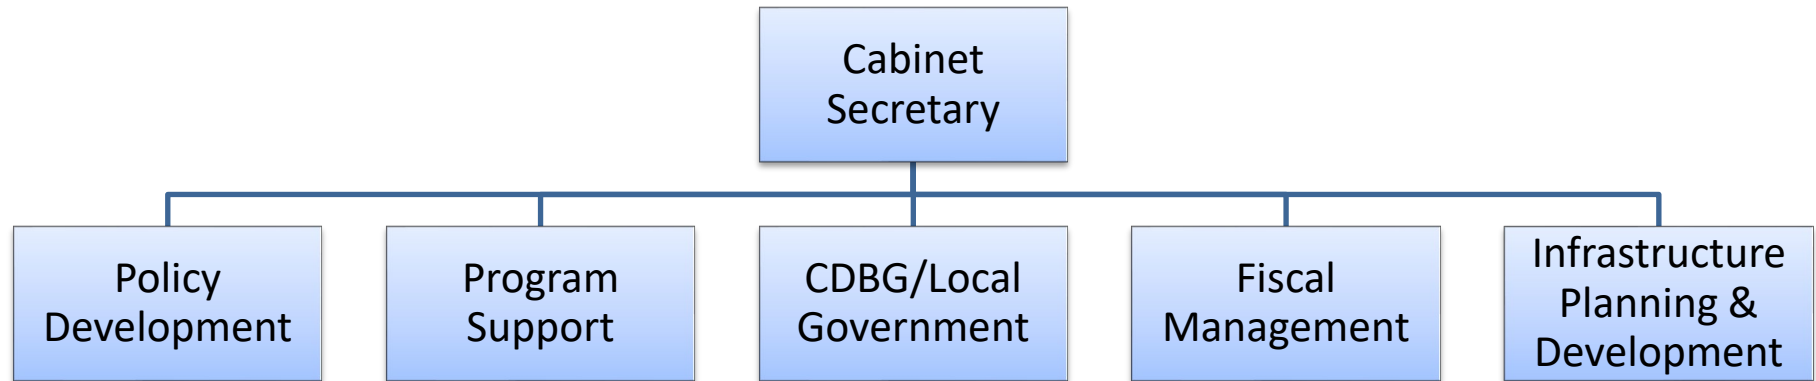 Cabinet
Secretary
Policy
Development
Program
Support
CDBG/Local
Government
Fiscal
Management
Infrastructure
Planning &
Development